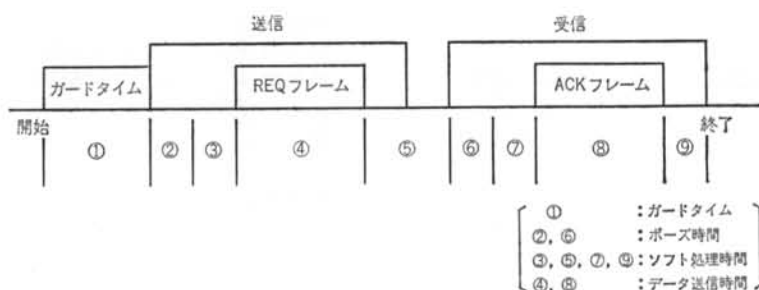 送信
受信
ガードタイム
REQフレーム
ACKフレーム
開始
終了
① ② ③ ④ ⑤ ⑥ ⑦ ⑧ ⑨
① :ガードタイム
②, ⑥ :ポーズ時間
③, ⑤, ⑦, ⑨:ソフト処理時間
④, ⑧ :データ送信時間